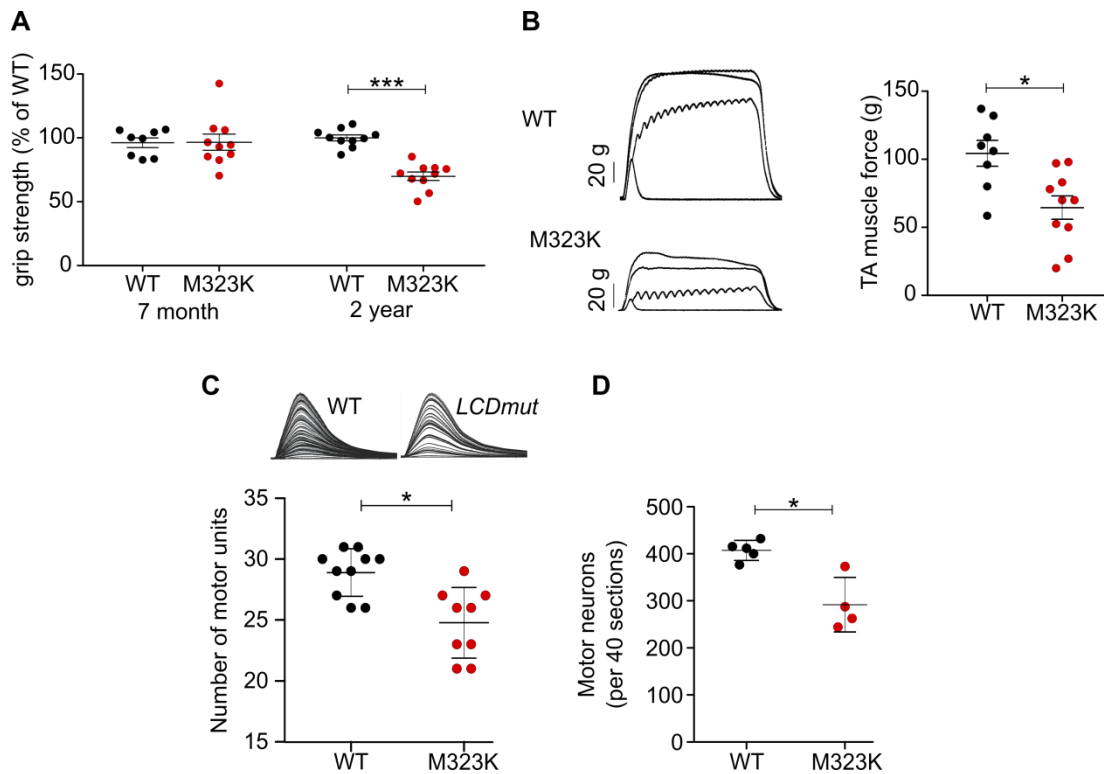 A
grip strength (% of WT)
150
100
50
0
***
WT M323K WT M323K
7 month 2 year
B
WT
20 g
M323K
20 g
TA muscle force (g)
150
100
50
0
*
WT M323K
C
WT LCDmut
Number of motor units
35
30
25
20
15
*
WT M323K
D
Motor neurons
(per 40 sections)
500
400
300
200
100
0
*
WT M323K